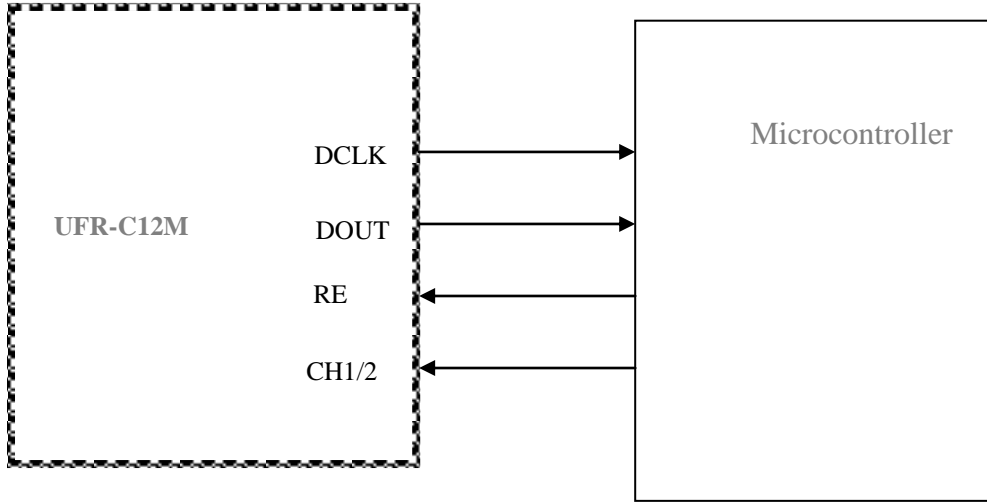 DCLK
Microcontroller
UFR-C12M
DOUT
RE
CH1/2